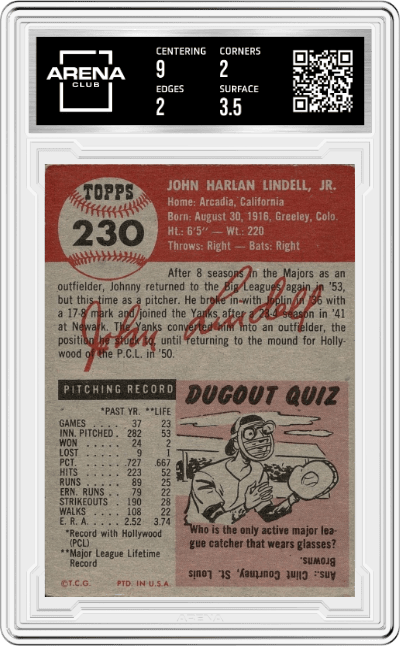 ARENA
CLUB
CENTERING CORNERS
9 2
EDGES SURFACE
2 3.5
TOPPS
230
JOHN HARLAN LINDELL, JR.
Home: Arcadia, California
Born: August 30, 1916, Greeley, Colo.
Ht.: 6'5" — Wt.: 220
Throws: Right — Bats: Right
After 8 seasons in the Majors as an
outfielder, Johnny returned to the Big Leagues again in '53,
but this time as a pitcher. He broke in with Joplin in '36 with
a 17-8 mark and joined the Yanks after a 23-4 season in '41
at Newark. The Yanks converted him into an outfielder, the
position he stuck at until returning to the mound for Holly-
wood of the P.C.L. in '50.
John Lindell
PITCHING RECORD
*PAST YR. **LIFE
GAMES 37 23
INN. PITCHED 282 53
WON 24 2
LOST 9 1
PCT. .727 .667
HITS 223 52
RUNS 89 25
ERN. RUNS 79 22
STRIKEOUTS 190 28
WALKS 108 22
E. R. A. 2.52 3.74
*Record with Hollywood
(PCL)
**Major League Lifetime
Record
©T.C.G. PTD. IN U.S.A.
DUGOUT QUIZ
Who is the only active major lea-
gue catcher that wears glasses?
Ans.: Clint Courtney, St. Louis
Browns.
ARENA